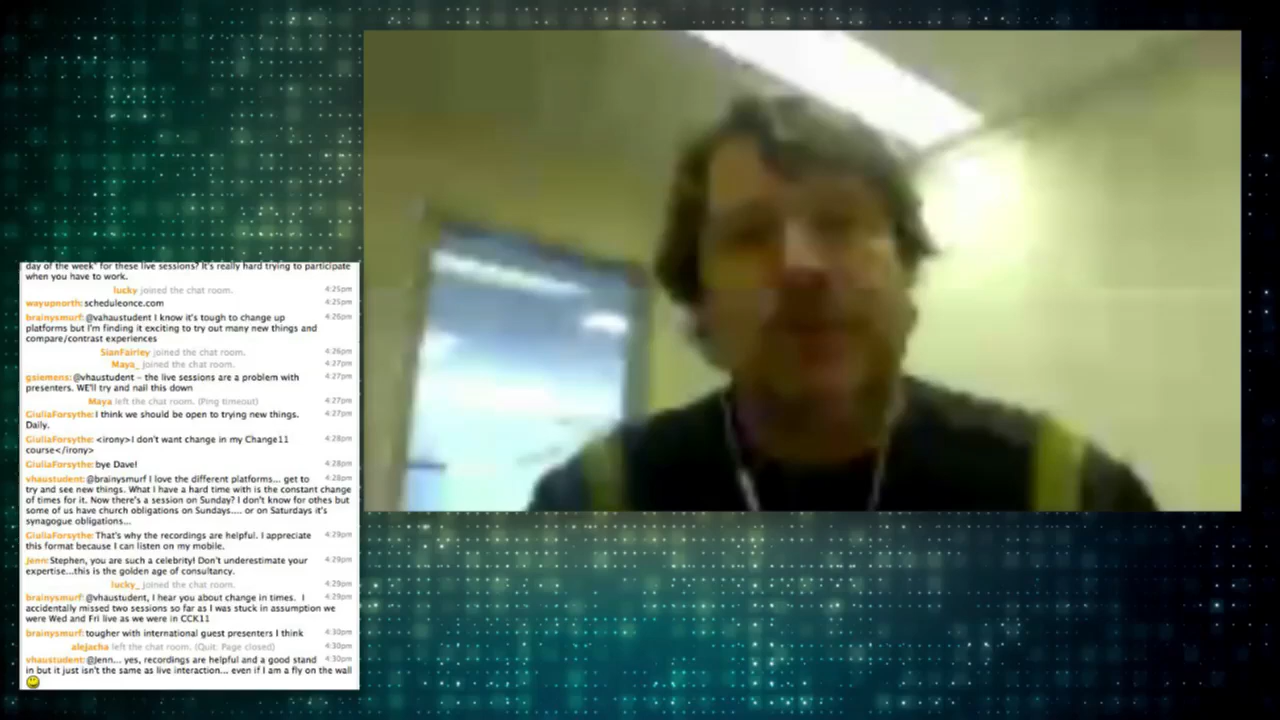 day of the week" for these live sessions? It's really hard trying to participate
when you have to work.
lucky joined the chat room. 4:25pm
wayupnorth: scheduleonce.com 4:25pm
brainysmurf: @vahaustudent I know it's tough to change up 4:26pm
platforms but I'm finding it exciting to try out many new things and
compare/contrast experiences
SianFairley joined the chat room. 4:26pm
Maya_ joined the chat room. 4:27pm
gsiemens: @vhaustudent - the live sessions are a problem with 4:27pm
presenters. WE'll try and nail this down
Maya left the chat room. (Ping timeout) 4:27pm
GiuliaForsythe: I think we should be open to trying new things. 4:27pm
Daily.
GiuliaForsythe: <irony>I don't want change in my Change11 4:28pm
course</irony>
GiuliaForsythe: bye Dave! 4:28pm
vhaustudent: @brainysmurf I love the different platforms... get to 4:28pm
try and see new things. What I have a hard time with is the constant change
of times for it. Now there's a session on Sunday? I don't know for othes but
some of us have church obligations on Sundays.... or on Saturdays it's
synagogue obligations...
GiuliaForsythe: That's why the recordings are helpful. I appreciate 4:29pm
this format because I can listen on my mobile.
Jenn: Stephen, you are such a celebrity! Don't underestimate your 4:29pm
expertise...this is the golden age of consultancy.
lucky_ joined the chat room. 4:29pm
brainysmurf: @vhaustudent, I hear you about change in times. I 4:29pm
accidentally missed two sessions so far as I was stuck in assumption we
were Wed and Fri live as we were in CCK11
brainysmurf: tougher with international guest presenters I think 4:30pm
alejacha left the chat room. (Quit: Page closed) 4:30pm
vhaustudent: @Jenn... yes, recordings are helpful and a good stand 4:30pm
in but it just isn't the same as live interaction... even if I am a fly on the wall